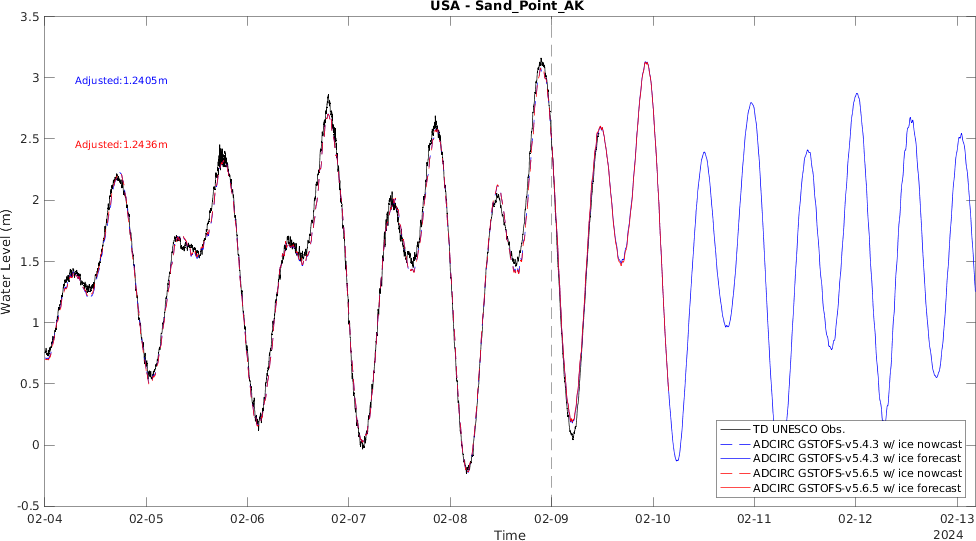 USA - Sand_Point_AK
3.5
3
2.5
2
1.5
1
0.5
0
-0.5
Water Level (m)
Adjusted:1.2405m
Adjusted:1.2436m
TD UNESCO Obs.
ADCIRC GSTOFS-v5.4.3 w/ ice nowcast
ADCIRC GSTOFS-v5.4.3 w/ ice forecast
ADCIRC GSTOFS-v5.6.5 w/ ice nowcast
ADCIRC GSTOFS-v5.6.5 w/ ice forecast
02-04 02-05 02-06 02-07 02-08 02-09 02-10 02-11 02-12 02-13
Time
2024